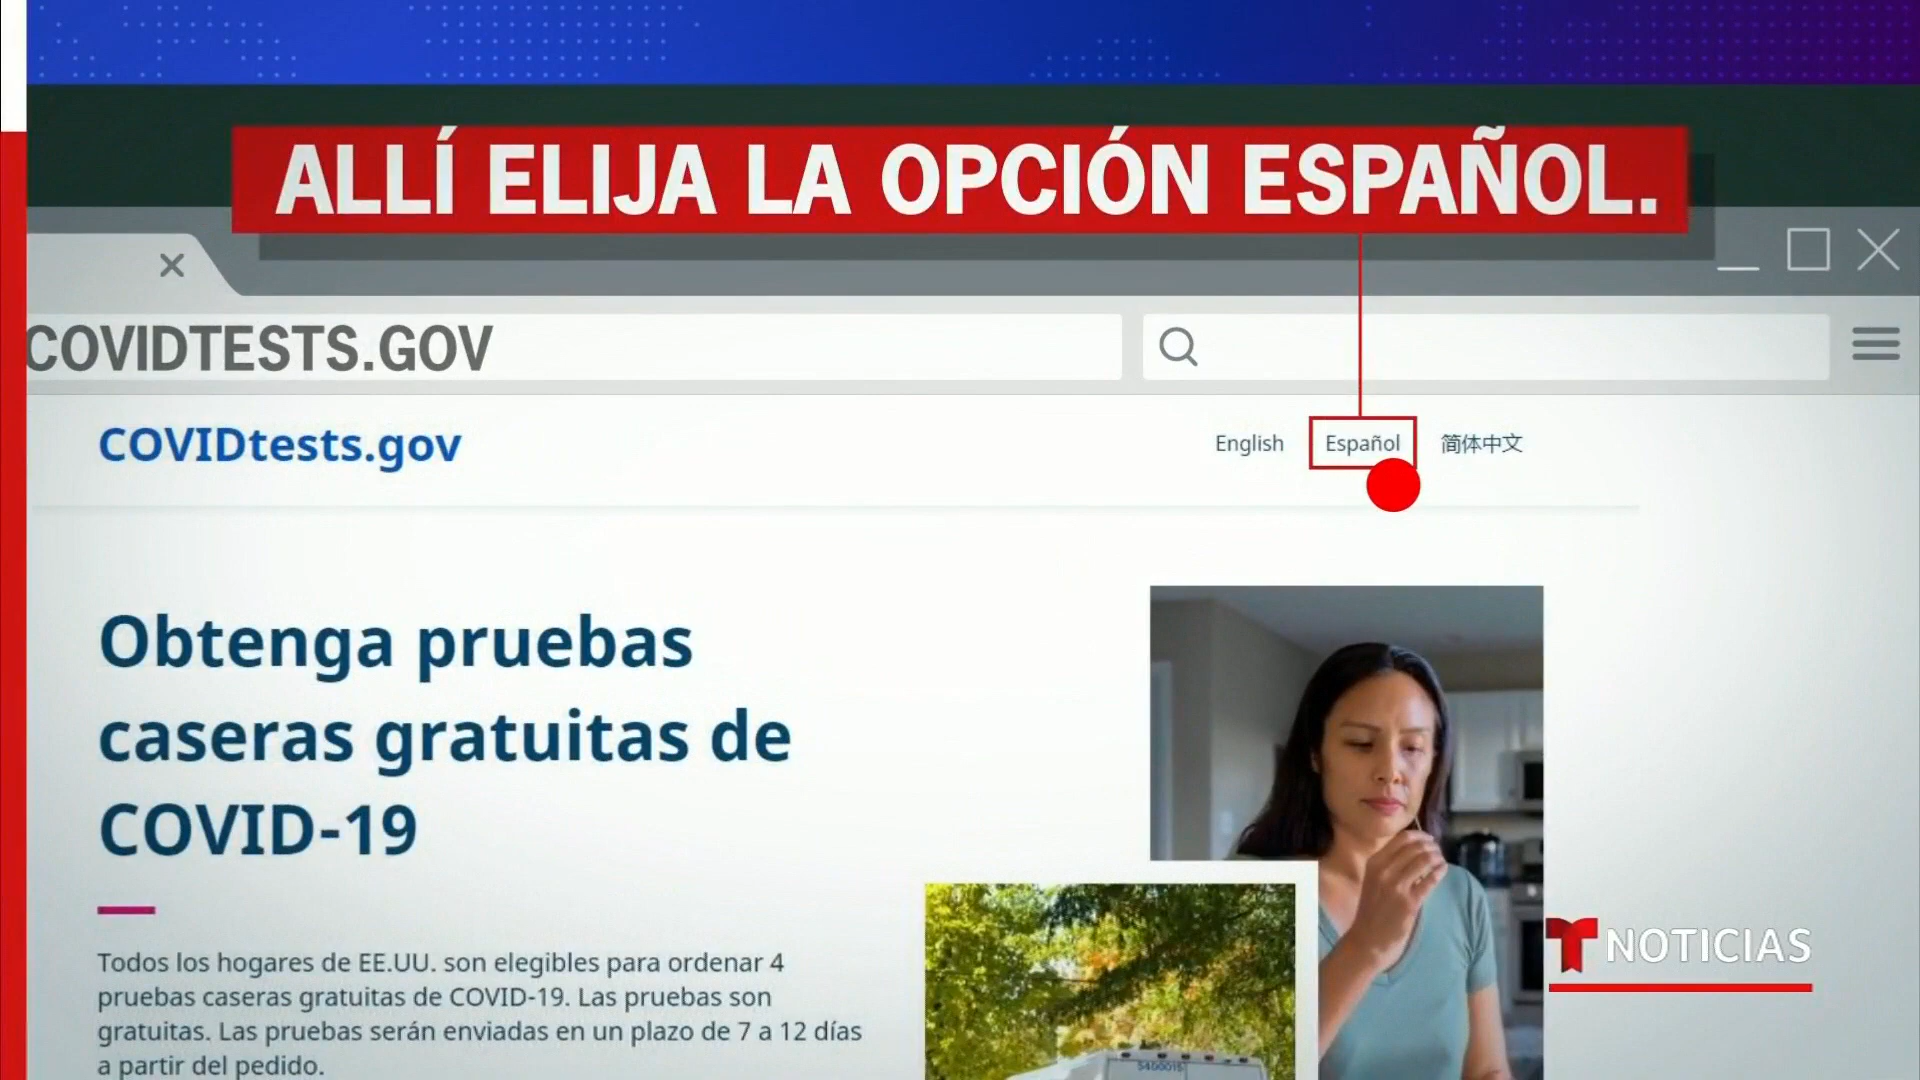 ALLÍ ELIJA LA OPCIÓN ESPAÑOL.
COVIDTESTS.GOV
COVIDtests.gov
English Español 简体中文
Obtenga pruebas
caseras gratuitas de
COVID-19
Todos los hogares de EE.UU. son elegibles para ordenar 4
pruebas caseras gratuitas de COVID-19. Las pruebas son
gratuitas. Las pruebas serán enviadas en un plazo de 7 a 12 días
a partir del pedido.
T NOTICIAS